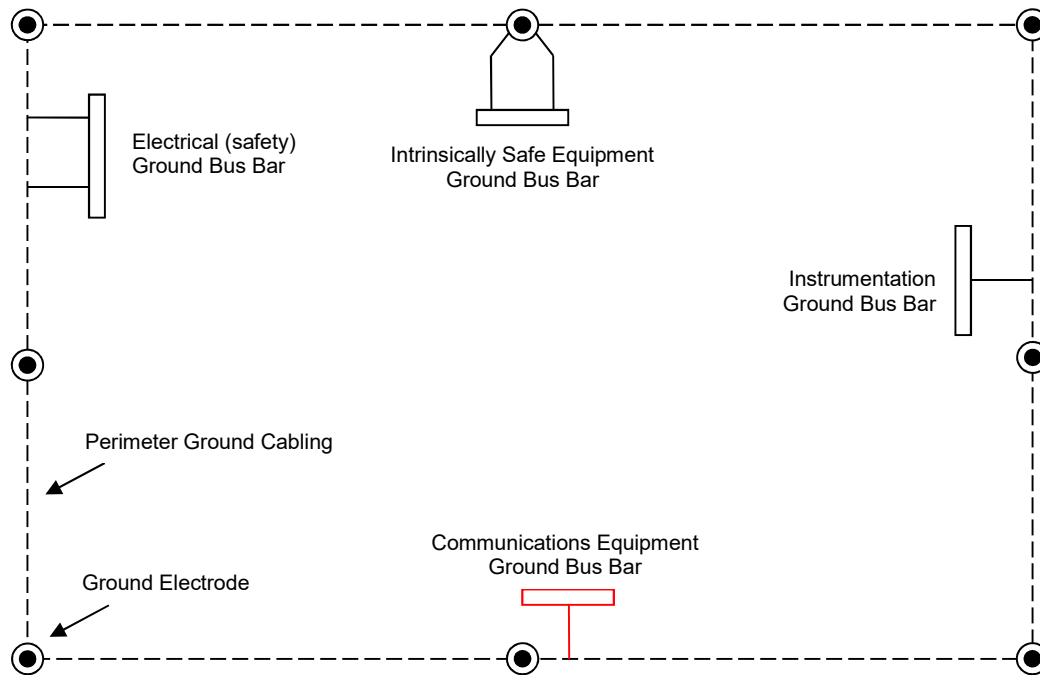 Electrical (safety)
Ground Bus Bar
Intrinsically Safe Equipment
Ground Bus Bar
Instrumentation
Ground Bus Bar
Perimeter Ground Cabling
Communications Equipment
Ground Bus Bar
Ground Electrode